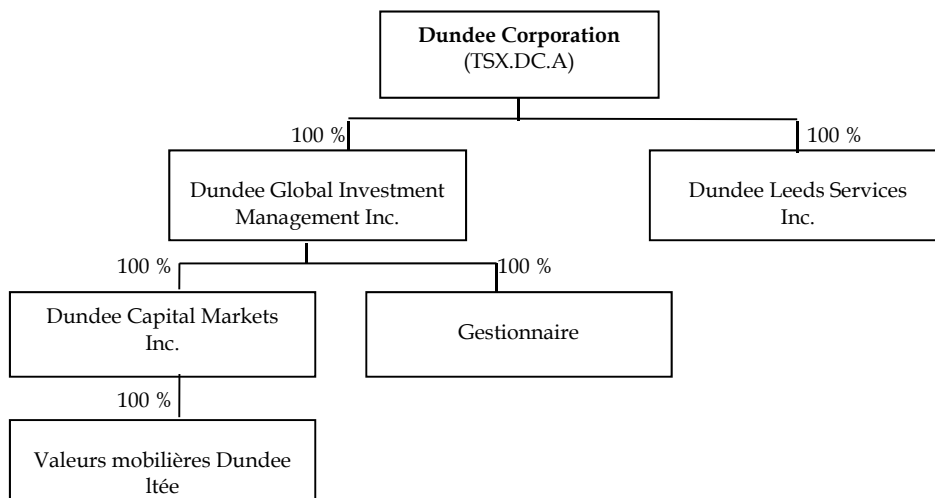 Dundee Corporation
(TSX.DC.A)
100 %
100 %
Dundee Global Investment
Management Inc.
Dundee Leeds Services
Inc.
100 %
100 %
Dundee Capital Markets
Inc.
Gestionnaire
100 %
Valeurs mobilières Dundee
ltée